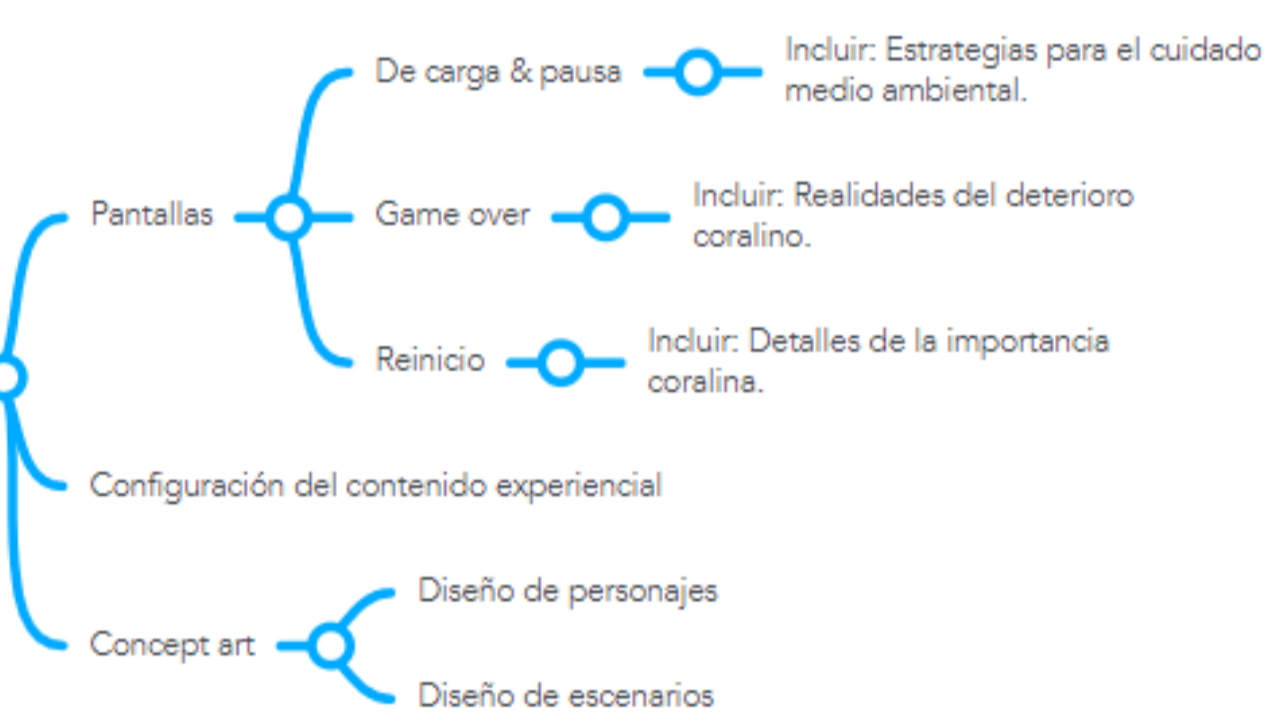 De carga & pausa
Incluir: Estrategias para el cuidado
medio ambiental.
Pantallas
Game over
Incluir: Realidades del deterioro
coralino.
Reinicio
Incluir: Detalles de la importancia
coralina.
Configuración del contenido experiencial
Concept art
Diseño de personajes
Diseño de escenarios